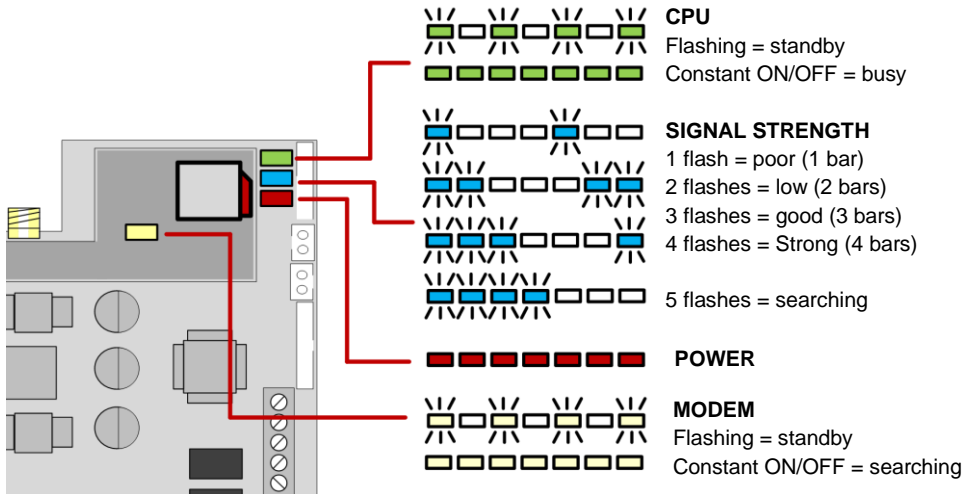 CPU
Flashing = standby
Constant ON/OFF = busy
SIGNAL STRENGTH
1 flash = poor (1 bar)
2 flashes = low (2 bars)
3 flashes = good (3 bars)
4 flashes = Strong (4 bars)
5 flashes = searching
POWER
MODEM
Flashing = standby
Constant ON/OFF = searching